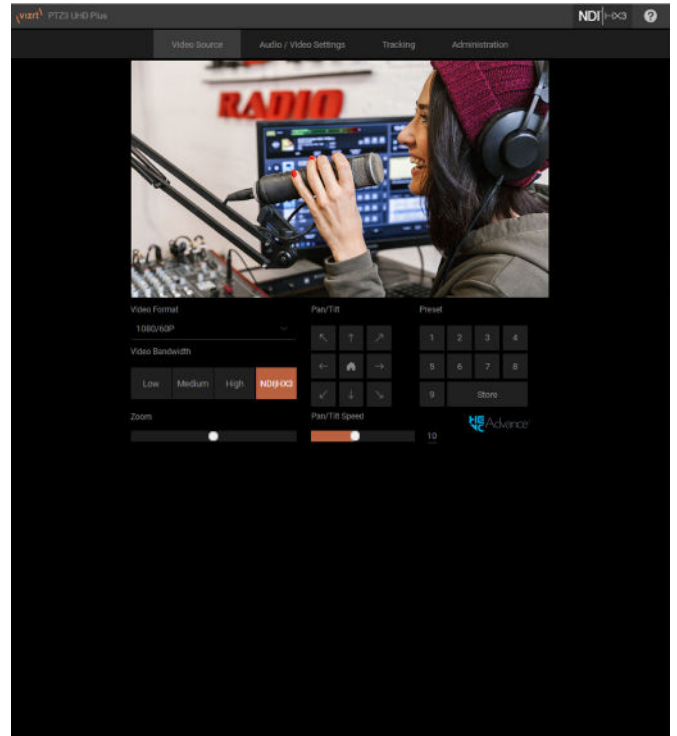 vizrt PTZ3 UHD Plus
NDI HX3 ?
Video Source Audio / Video Settings Tracking Administration
RADIO
Video Format
1080/60P
Video Bandwidth
Low Medium High NDI|HX3
Zoom
Pan/Tilt
Pan/Tilt Speed
10
Preset
1 2 3 4
5 6 7 8
9 Store
HEVC Advance